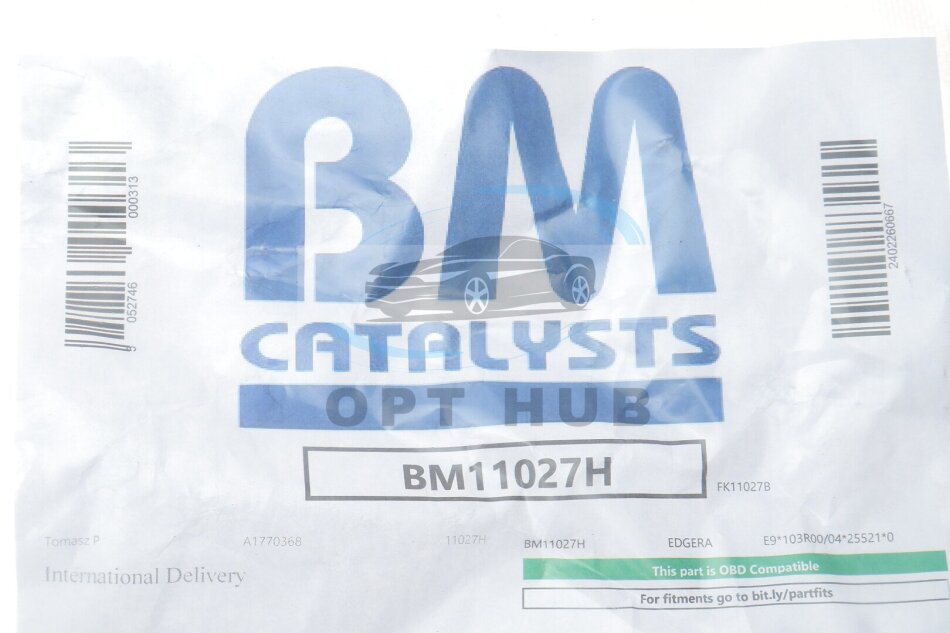 BM
CATALYSTS
OPT HUB
BM11027H
FK11027B
000313
052746
2402260667
Tomasz P
A1770368
11027H
BM11027H
EDGERA
E9*103R00/04*25521*0
International Delivery
This part is OBD Compatible
For fitments go to bit.ly/partfits